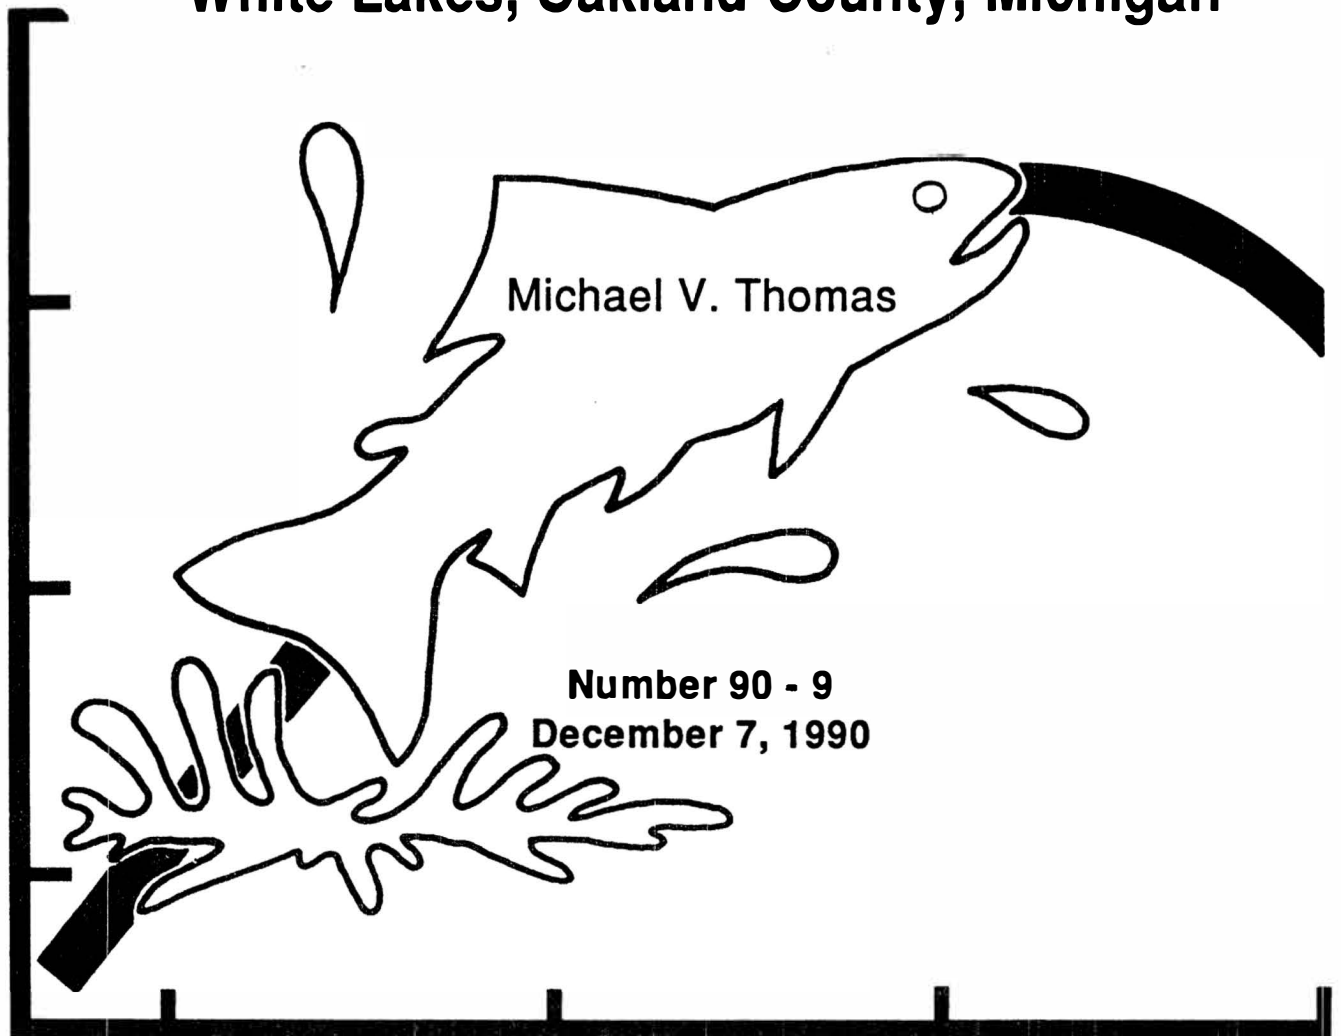 White Lakes, Oakland County, Michigan
Michael V. Thomas
Number 90 - 9
December 7, 1990